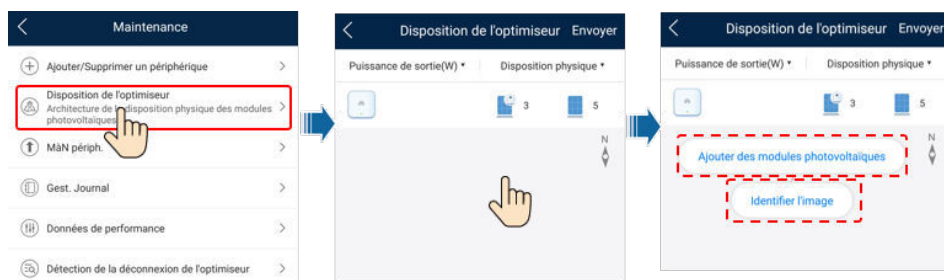 Maintenance
Ajouter/Supprimer un périphérique
Disposition de l'optimiseur
Architecture de la disposition physique des modules
photovoltaïques
MàN périph.
Gest. Journal
Données de performance
Détection de la déconnexion de l'optimiseur
Disposition de l'optimiseur Envoyer
Puissance de sortie(W) Disposition physique
3 5
N
Disposition de l'optimiseur Envoyer
Puissance de sortie(W) Disposition physique
3 5
N
Ajouter des modules photovoltaïques
Identifier l'image